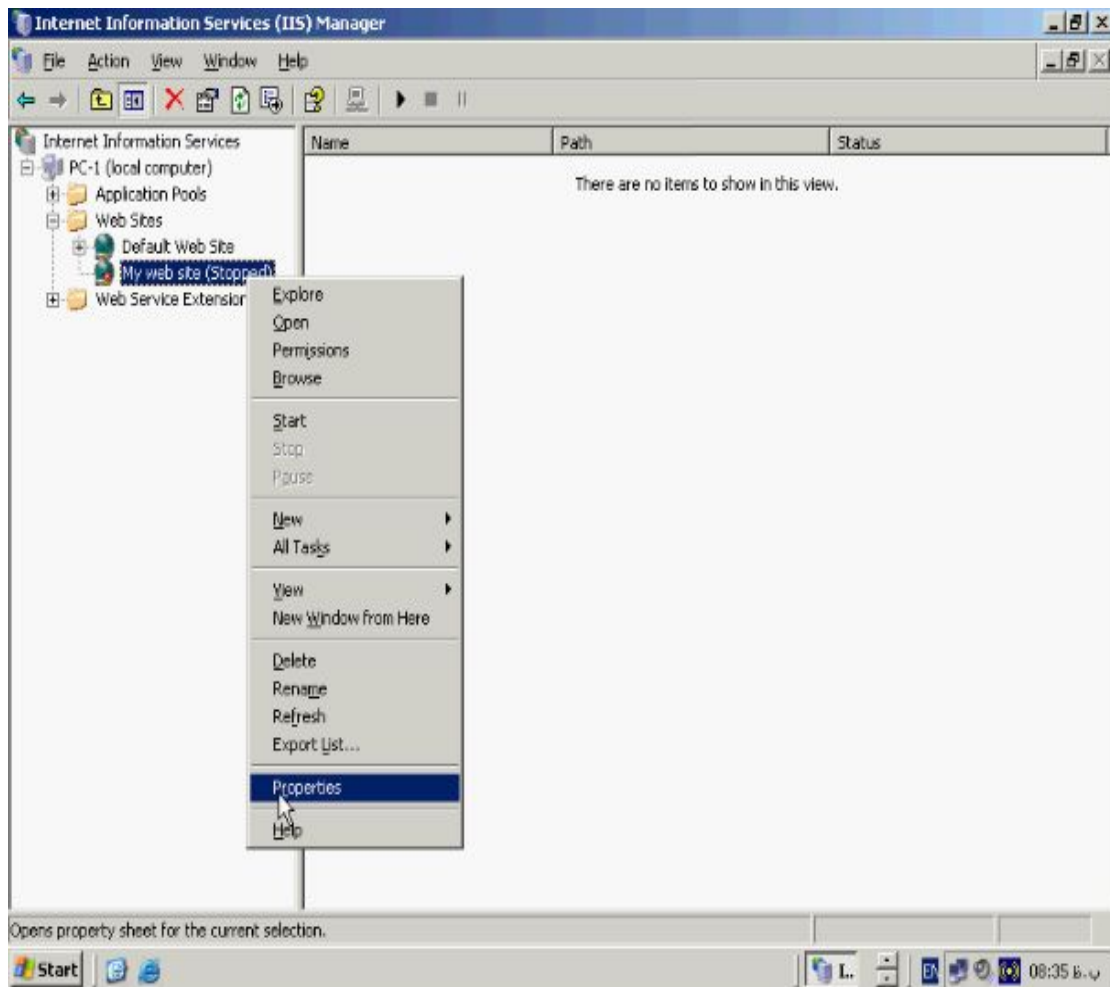 Internet Information Services (IIS) Manager
File Action View Window Help
Internet Information Services
PC-1 (local computer)
Application Pools
Web Sites
Default Web Site
My web site (Stopped)
Web Service Extension
Name Path Status
There are no items to show in this view.
Explore
Open
Permissions
Browse
Start
Stop
Pause
New
All Tasks
View
New Window from Here
Delete
Rename
Refresh
Export List...
Properties
Help
Opens property sheet for the current selection.
Start I... EN 08:35 ب.ظ